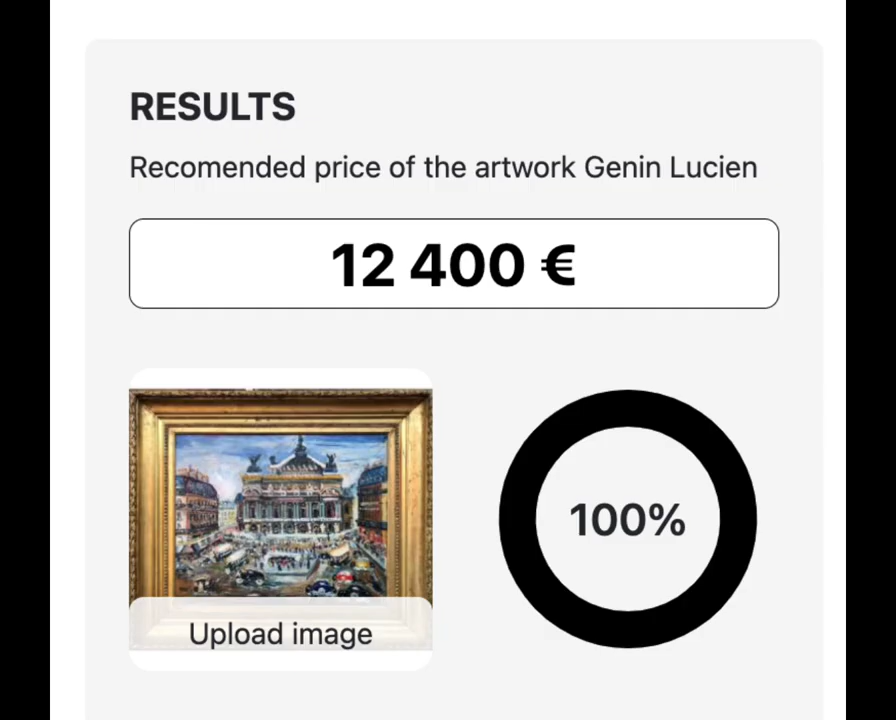 RESULTS
Recomended price of the artwork Genin Lucien
12 400 €
100%
Upload image